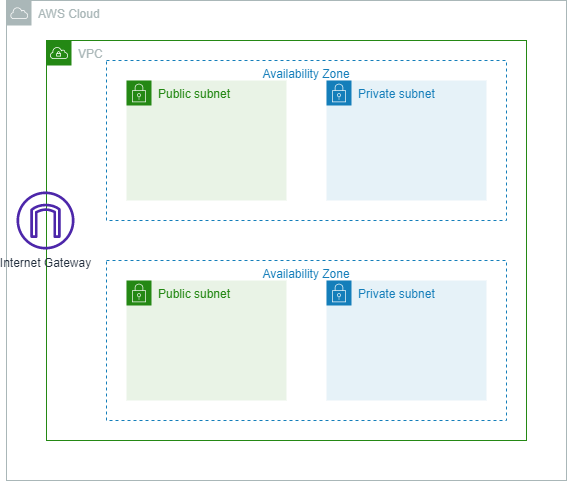 AWS Cloud
VPC
Availability Zone
Public subnet
Private subnet
Internet Gateway
Availability Zone
Public subnet
Private subnet